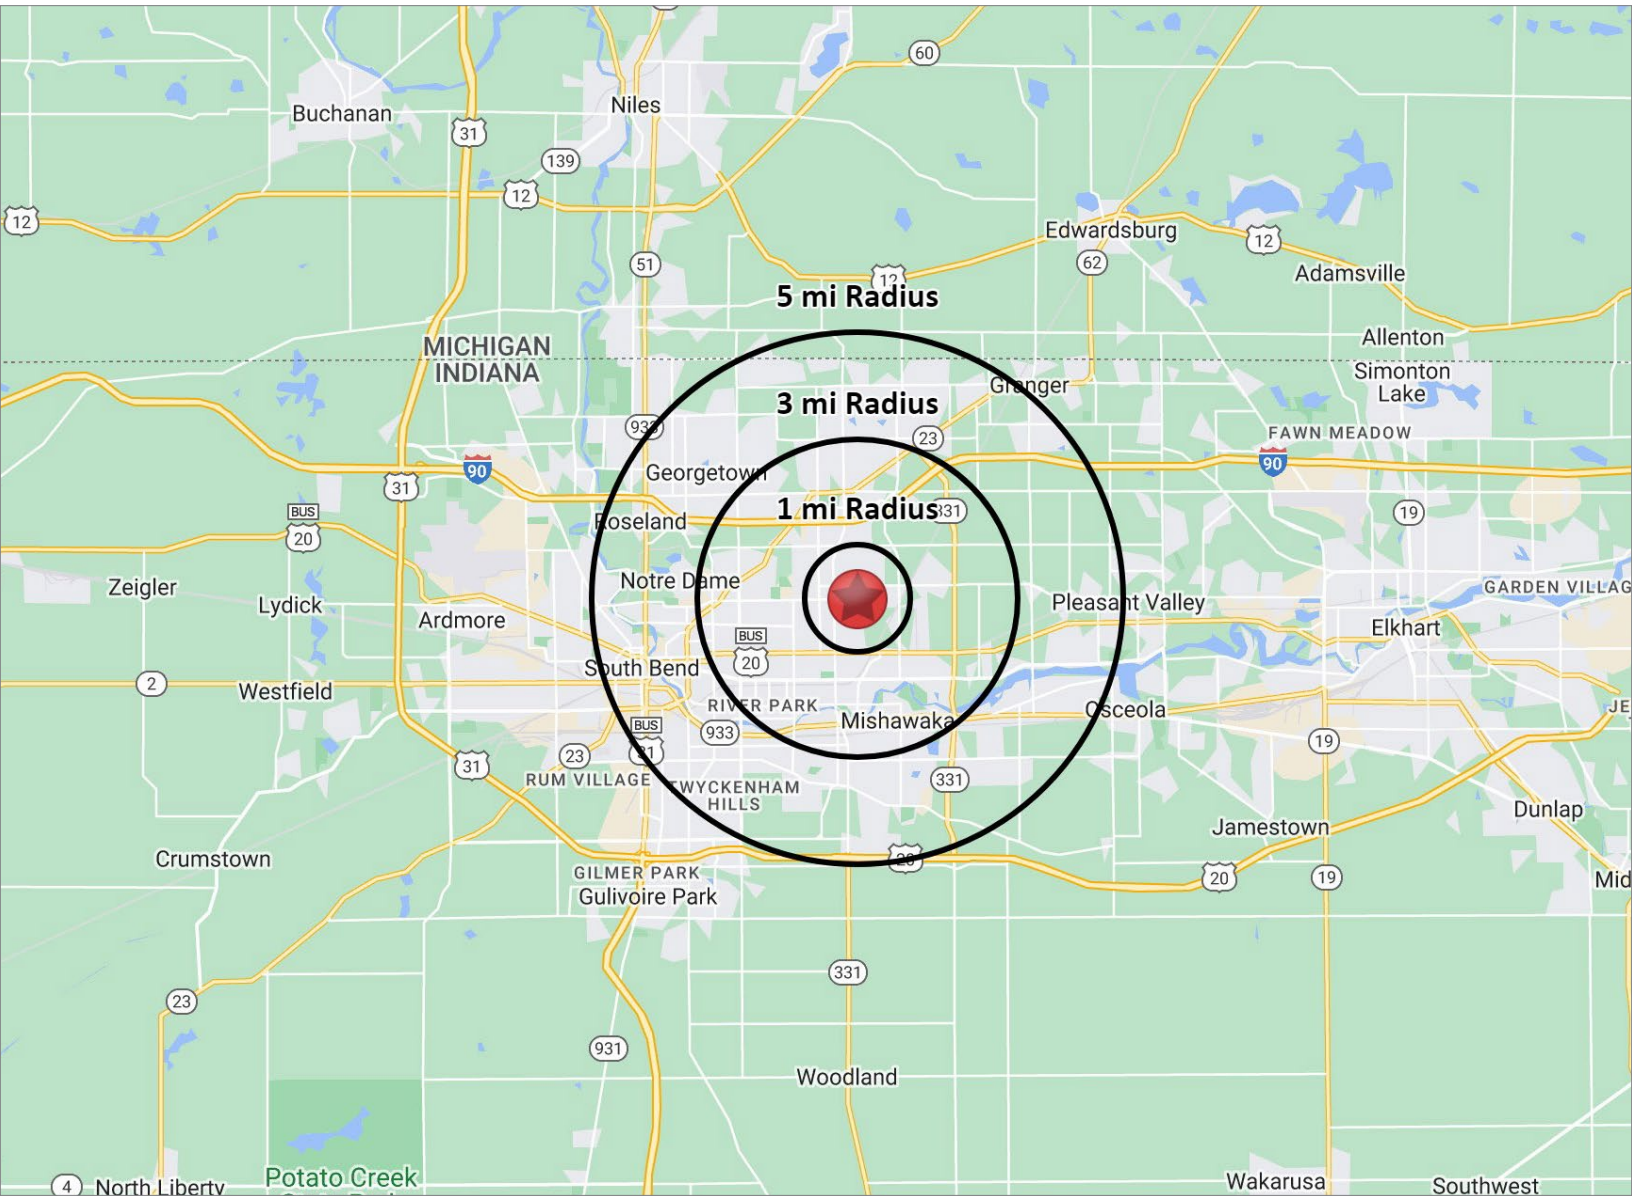 60
Buchanan
Niles
31
139
12
12
Edwardsburg
12
51
62
12
Adamsville
5 mi Radius
Allenton
MICHIGAN
INDIANA
Simonton
Lake
Granger
3 mi Radius
933
23
FAWN MEADOW
90
90
Georgetown
31
1 mi Radius
331
19
BUS
20
Roseland
Notre Dame
Zeigler
Lydick
Ardmore
Pleasant Valley
GARDEN VILLAG
Elkhart
BUS
20
South Bend
2
Westfield
RIVER PARK
Osceola
JE
Mishawaka
BUS
31
933
19
23
31
RUM VILLAGE
331
TWYCKENHAM
HILLS
Dunlap
Jamestown
Crumstown
20
GILMER PARK
Gulivoire Park
20
19
Mid
331
23
931
Woodland
Potato Creek
4
North Liberty
Wakarusa
Southwest